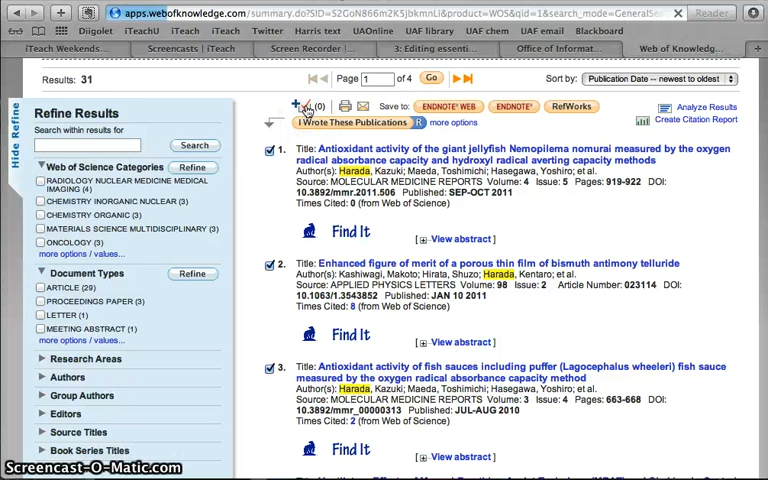 apps.webofknowledge.com/summary.do?SID=S2GoN866m2K5jbkmnLi&product=WOS&qid=1&search_mode=GeneralSe
Reader
Diigolet iTeachU iTeach iTach Twitter Harris text UAOnline UAF library UAF chem UAF email Blackboard
iTeach Weekends... Screencasts | iTeach Screen Recorder |... 3: Editing essenti... Office of Informat... Web of Knowledg...
Results: 31 Page 1 of 4 Go Sort by: Publication Date -- newest to oldest
Hide Refine
Refine Results
Search within results for
Search
Web of Science Categories Refine
RADIOLOGY NUCLEAR MEDICINE MEDICAL
IMAGING (4)
CHEMISTRY INORGANIC NUCLEAR (3)
CHEMISTRY ORGANIC (3)
MATERIALS SCIENCE MULTIDISCIPLINARY (3)
ONCOLOGY (3)
more options / values...
Document Types Refine
ARTICLE (29)
PROCEEDINGS PAPER (3)
LETTER (1)
MEETING ABSTRACT (1)
more options / values...
Research Areas
Authors
Group Authors
Editors
Source Titles
Book Series Titles
(0) Save to: ENDNOTE WEB ENDNOTE RefWorks
I Wrote These Publications R more options
Analyze Results
Create Citation Report
1. Title: Antioxidant activity of the giant jellyfish Nemopilema nomurai measured by the oxygen
radical absorbance capacity and hydroxyl radical averting capacity methods
Author(s): Harada, Kazuki; Maeda, Toshimichi; Hasegawa, Yoshiro; et al.
Source: MOLECULAR MEDICINE REPORTS Volume: 4 Issue: 5 Pages: 919-922 DOI:
10.3892/mmr.2011.506 Published: SEP-OCT 2011
Times Cited: 0 (from Web of Science)
Find It [ View abstract ]
2. Title: Enhanced figure of merit of a porous thin film of bismuth antimony telluride
Author(s): Kashiwagi, Makoto; Hirata, Shuzo; Harada, Kentaro; et al.
Source: APPLIED PHYSICS LETTERS Volume: 98 Issue: 2 Article Number: 023114 DOI:
10.1063/1.3543852 Published: JAN 10 2011
Times Cited: 8 (from Web of Science)
Find It [ View abstract ]
3. Title: Antioxidant activity of fish sauces including puffer (Lagocephalus wheeleri) fish sauce
measured by the oxygen radical absorbance capacity method
Author(s): Harada, Kazuki; Maeda, Toshimichi; Hasegawa, Yoshiro; et al.
Source: MOLECULAR MEDICINE REPORTS Volume: 3 Issue: 4 Pages: 663-668 DOI:
10.3892/mmr_00000313 Published: JUL-AUG 2010
Times Cited: 2 (from Web of Science)
Find It [ View abstract ]
Screencast-O-Matic.com